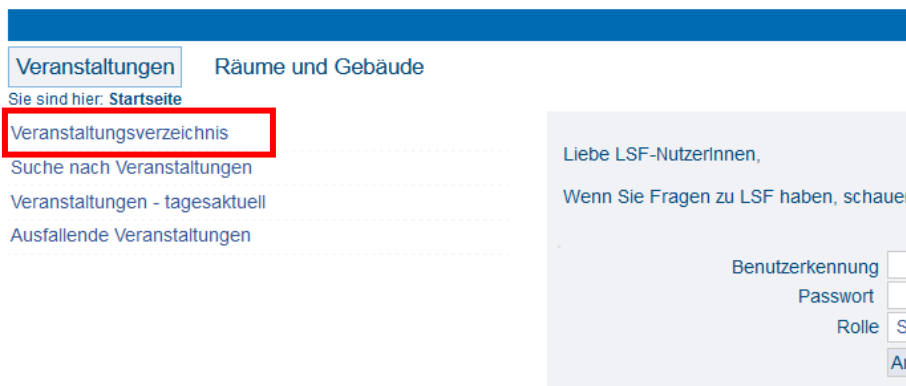 Veranstaltungen Räume und Gebäude
Sie sind hier: Startseite
Veranstaltungsverzeichnis
Suche nach Veranstaltungen
Veranstaltungen - tagesaktuell
Ausfallende Veranstaltungen
Liebe LSF-NutzerInnen,
Wenn Sie Fragen zu LSF haben,
Benutzerkennung
Passwort
Rolle